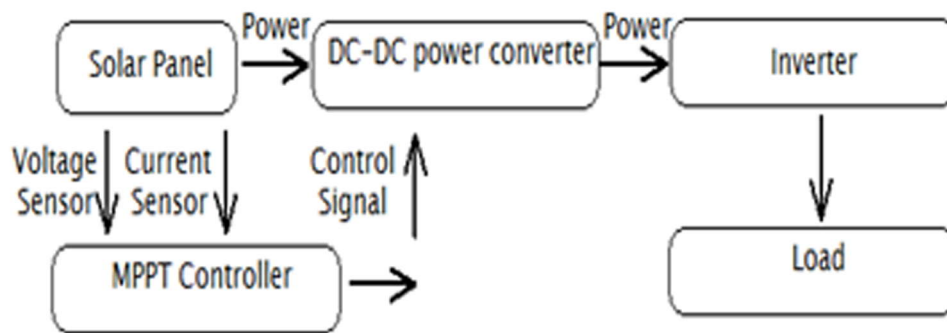 Power
Power
Solar Panel
DC-DC power converter
Inverter
Voltage
Sensor
Current
Sensor
Control
Signal
MPPT Controller
Load